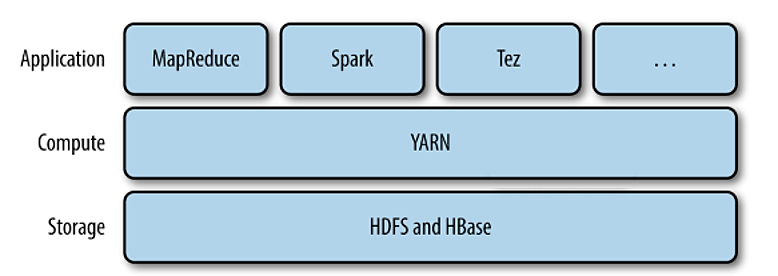 Application MapReduce Spark Tez ...
Compute YARN
Storage HDFS and HBase